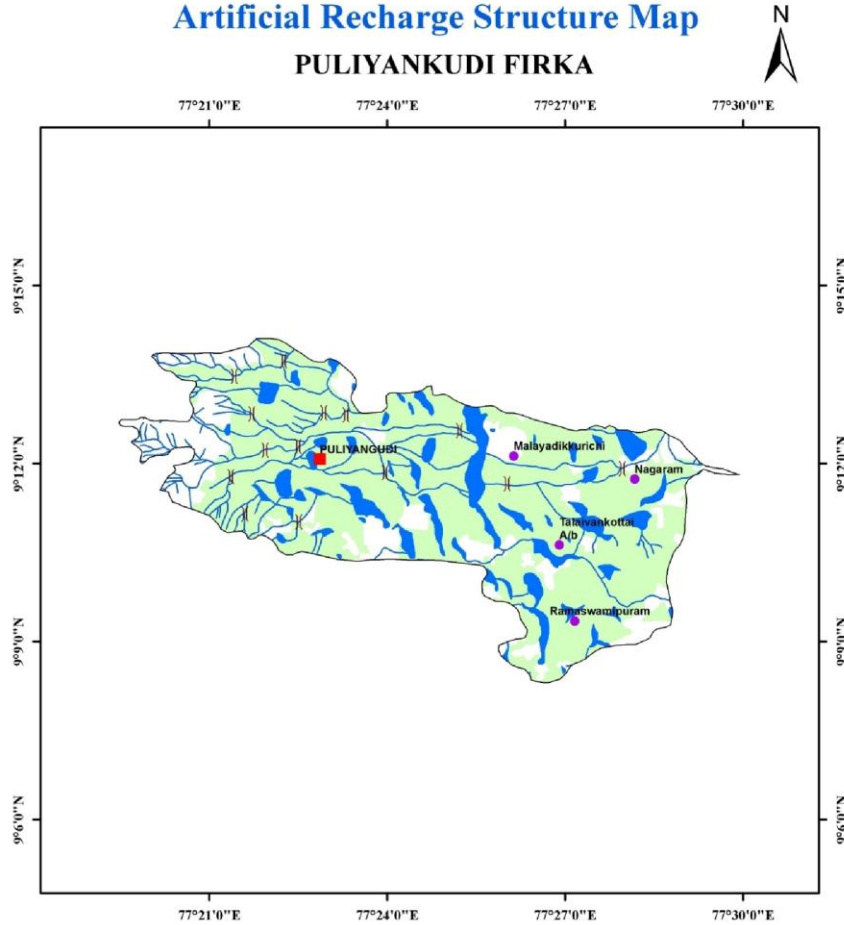 Artificial Recharge Structure Map
N
PULIYANKUDI FIRKA
77°21'0"E 77°24'0"E 77°27'0"E 77°30'0"E
9°15'0"N 9°15'0"N
PULIYANGUDI
Malayadikkurichi
9°12'0"N 9°12'0"N
Nagaram
Talaivankottai
A/b
Ramaswamipuram
9°9'0"N 9°9'0"N
9°6'0"N 9°6'0"N
77°21'0"E 77°24'0"E 77°27'0"E 77°30'0"E